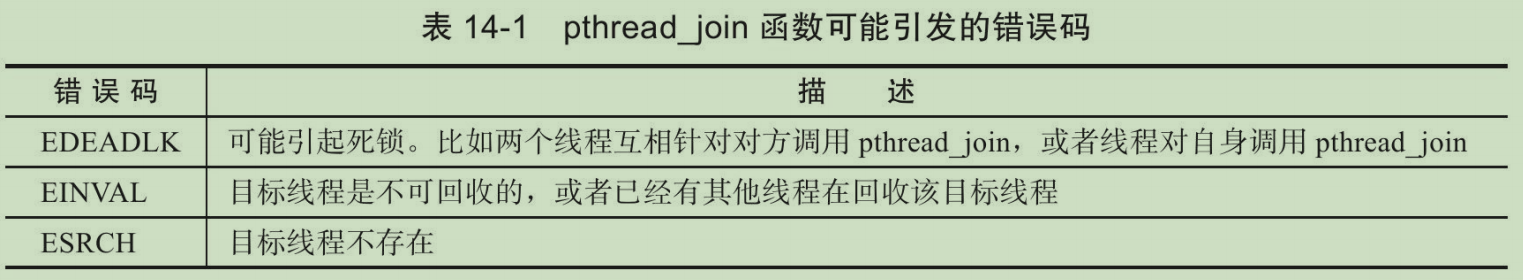 表 14-1 pthread_join 函数可能引发的错误码
错误码 描述
EDEADLK 可能引起死锁。比如两个线程互相针对对方调用 pthread_join，或者线程对自身调用 pthread_join
EINVAL 目标线程是不可回收的，或者已经有其他线程在回收该目标线程
ESRCH 目标线程不存在